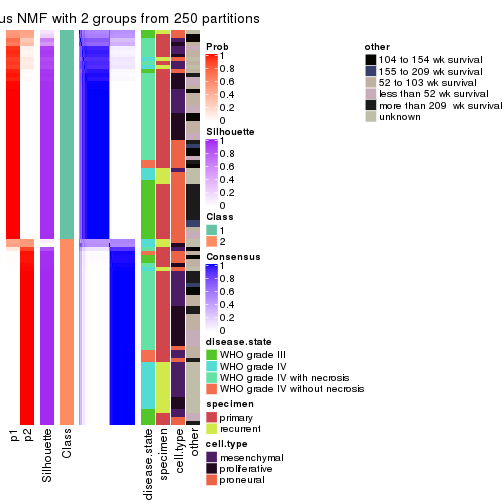 us NMF with 2 groups from 250 partitions
Prob
1
0.8
0.6
0.4
0.2
0
Silhouette
1
0.8
0.6
0.4
0.2
0
Class
1
2
Consensus
1
0.8
0.6
0.4
0.2
0
disease.state
WHO grade III
WHO grade IV
WHO grade IV with necrosis
WHO grade IV without necrosis
specimen
primary
recurrent
cell.type
mesenchymal
proliferative
proneural
other
104 to 154 wk survival
155 to 209 wk survival
52 to 103 wk survival
less than 52 wk survival
more than 209  wk survival
unknown
p1
p2
Silhouette
Class
disease.state
specimen
cell.type
other